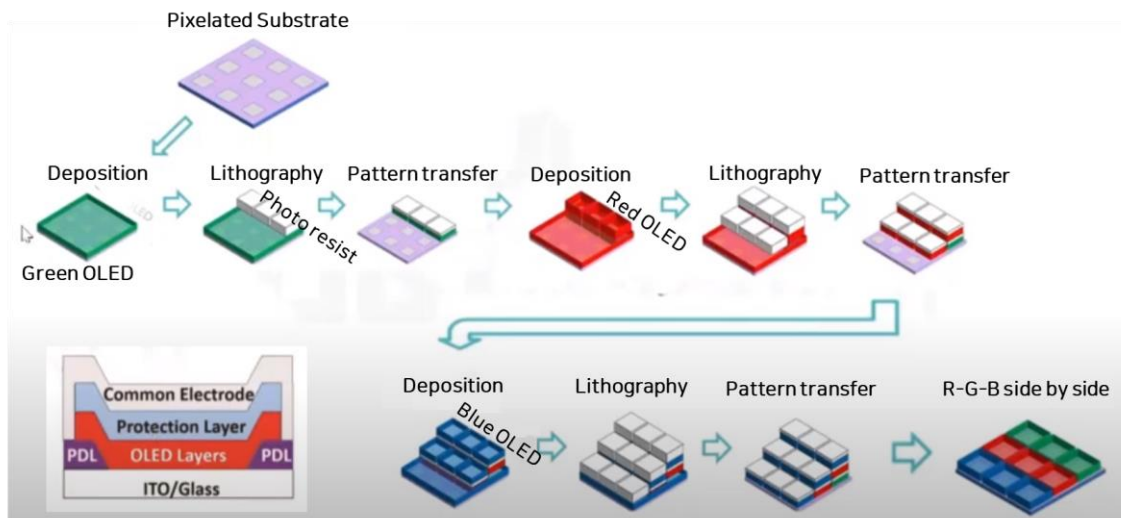 Pixelated Substrate
Deposition
Lithography
Pattern transfer
Deposition
Lithography
Pattern transfer
Green OLED
Photo resist
Red OLED
Deposition
Lithography
Pattern transfer
R-G-B side by side
Blue OLED
Common Electrode
Protection Layer
PDL
OLED Layers
PDL
ITO/Glass